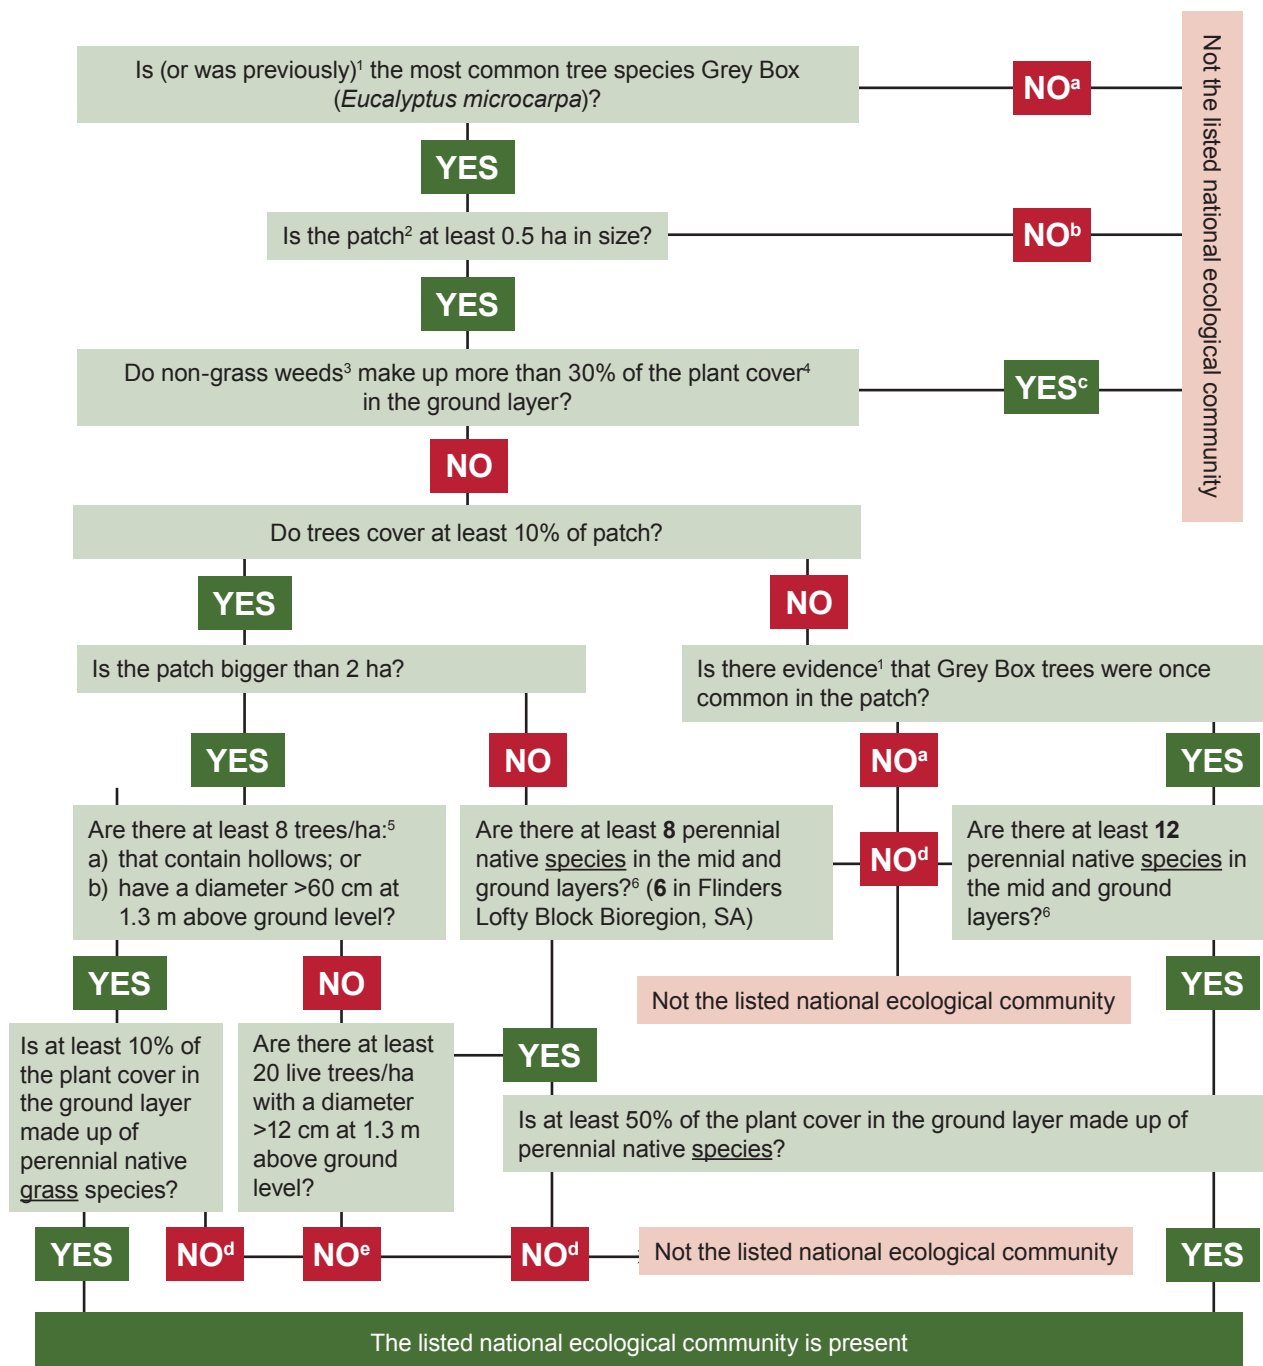 Is (or was previously)¹ the most common tree species Grey Box
(Eucalyptus microcarpa)?
NOᵃ
Not the listed national ecological community
YES
Is the patch² at least 0.5 ha in size?
NOᵇ
YES
Do non-grass weeds³ make up more than 30% of the plant cover⁴
in the ground layer?
YESᶜ
NO
Do trees cover at least 10% of patch?
YES
NO
Is the patch bigger than 2 ha?
Is there evidence¹ that Grey Box trees were once
common in the patch?
YES
NO
NOᵃ
YES
Are there at least 8 trees/ha:⁵
a) that contain hollows; or
b) have a diameter >60 cm at
1.3 m above ground level?
Are there at least 8 perennial
native species in the mid and
ground layers?⁶ (6 in Flinders
Lofty Block Bioregion, SA)
NOᵈ
Are there at least 12
perennial native species in
the mid and ground
layers?⁶
YES
NO
Not the listed national ecological community
YES
Is at least 10% of
the plant cover in
the ground layer
made up of
perennial native
grass species?
Are there at least
20 live trees/ha
with a diameter
>12 cm at 1.3 m
above ground
level?
YES
Is at least 50% of the plant cover in the ground layer made up of
perennial native species?
YES
NOᵈ
NOᵉ
NOᵈ
Not the listed national ecological community
YES
The listed national ecological community is present